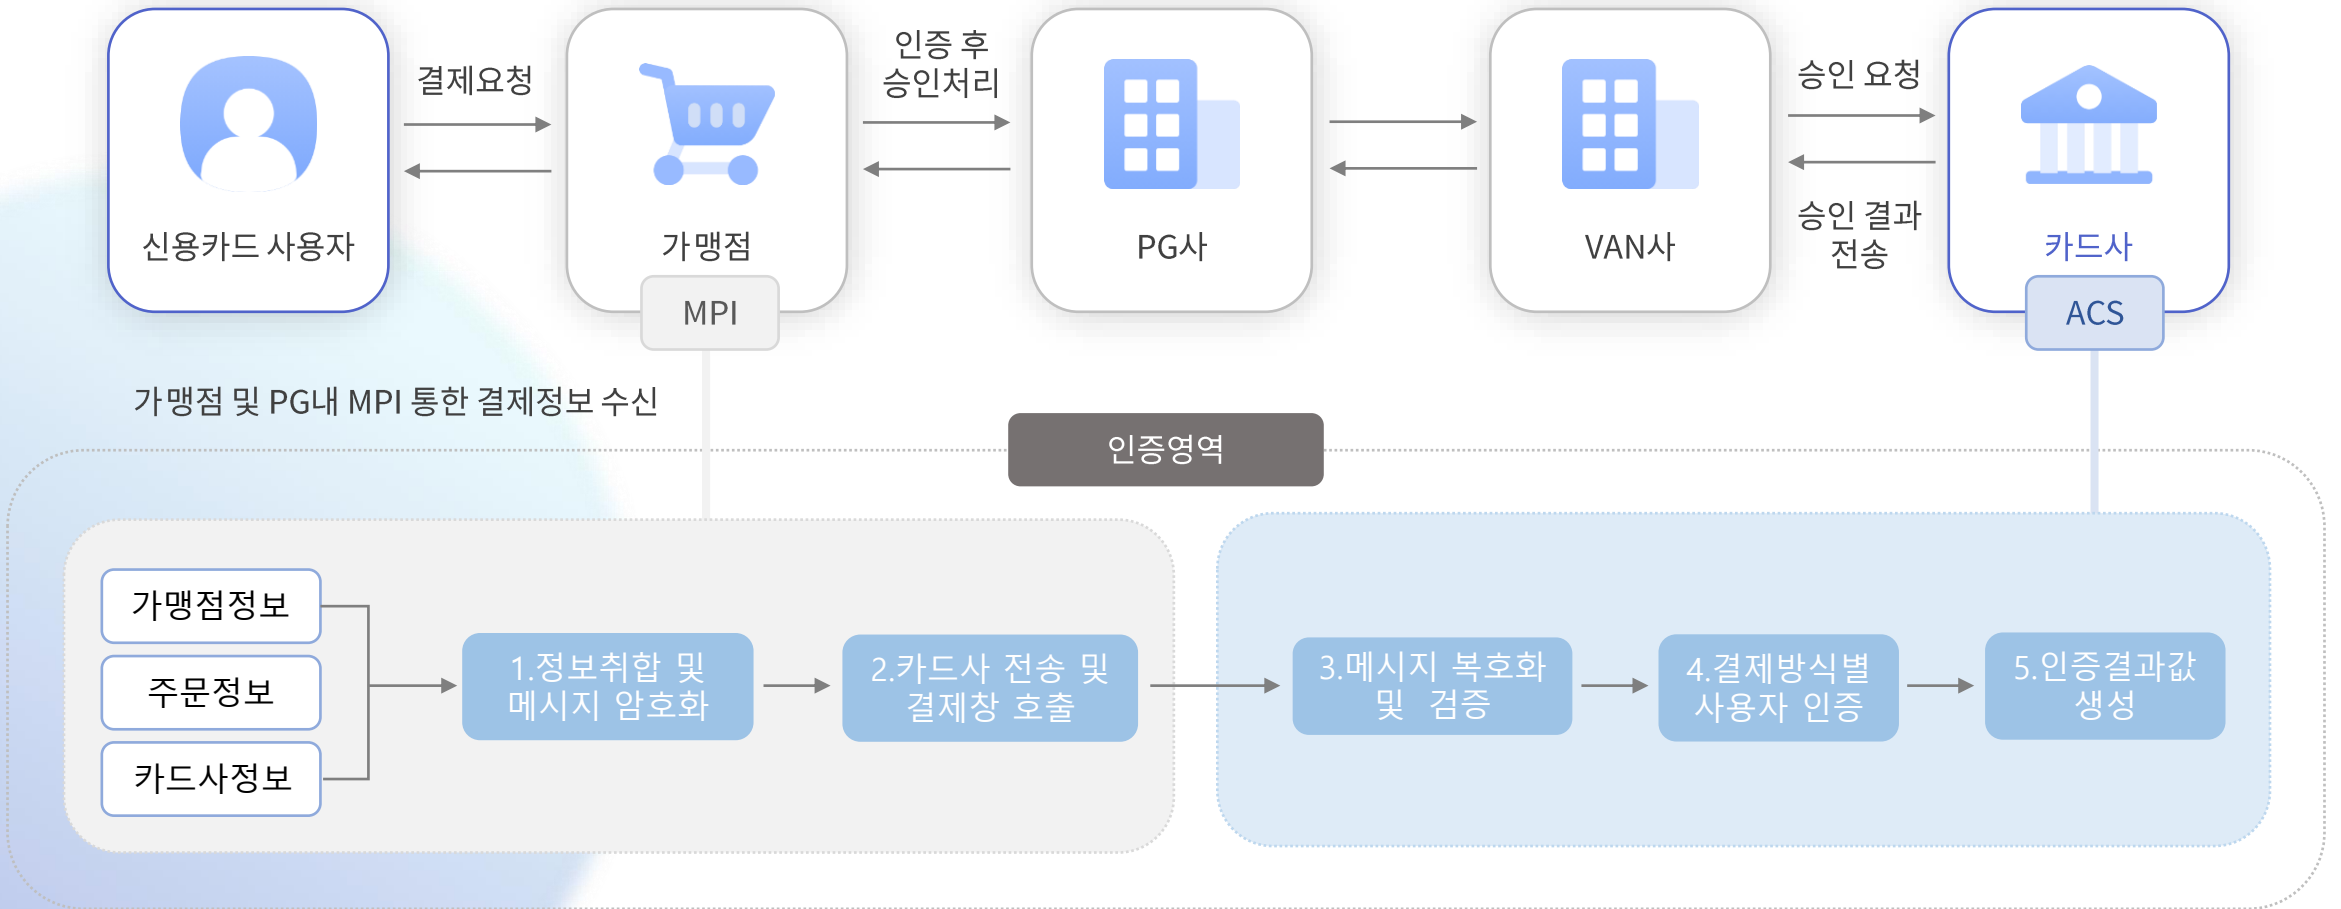 결제요청
인증 후
승인처리
승인 요청
승인 결과
전송
신용카드 사용자
가맹점
PG사
VAN사
카드사
MPI
ACS
가맹점 및 PG내 MPI 통한 결제정보 수신
인증영역
가맹점정보
주문정보
카드사정보
1.정보취합 및
메시지 암호화
2.카드사 전송 및
결제창 호출
3.메시지 복호화
및 검증
4.결제방식별
사용자 인증
5.인증결과값
생성